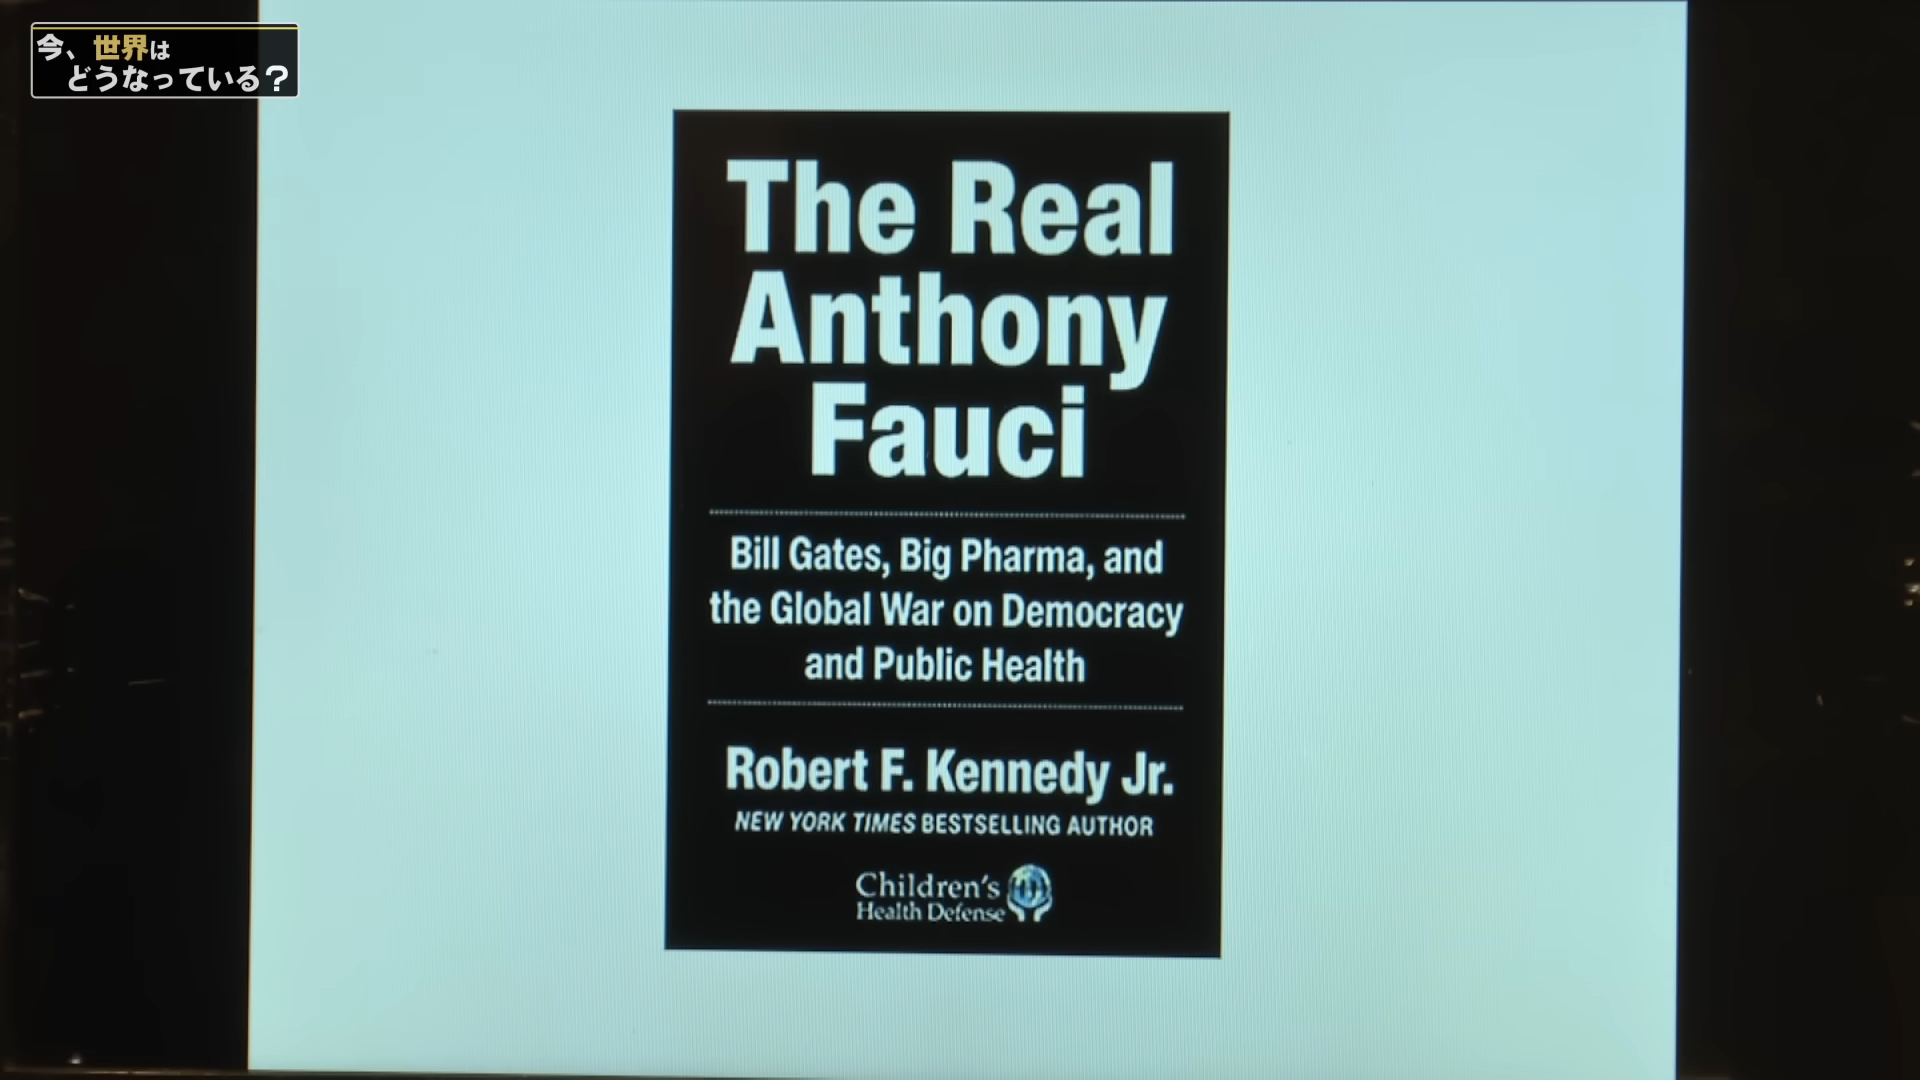 今、世界は
どうなっている？
The Real
Anthony
Fauci
Bill Gates, Big Pharma, and
the Global War on Democracy
and Public Health
Robert F. Kennedy Jr.
NEW YORK TIMES BESTSELLING AUTHOR
Children's
Health Defense